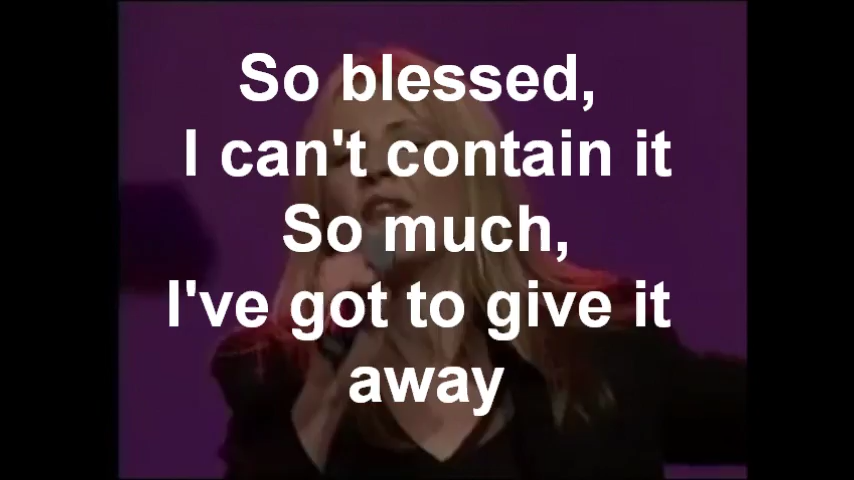 So blessed,
I can't contain it
So much,
I've got to give it
away